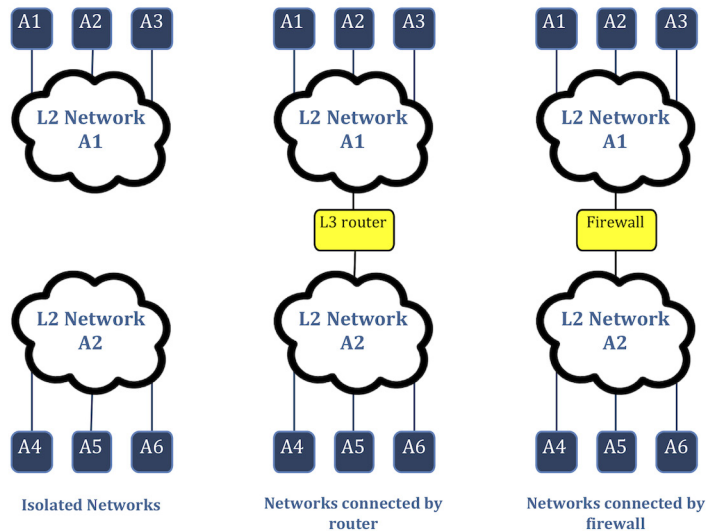 A1 A2 A3
L2 Network
A1
L2 Network
A2
A4 A5 A6
Isolated Networks
A1 A2 A3
L2 Network
A1
L3 router
L2 Network
A2
A4 A5 A6
Networks connected by
router
A1 A2 A3
L2 Network
A1
Firewall
L2 Network
A2
A4 A5 A6
Networks connected by
firewall